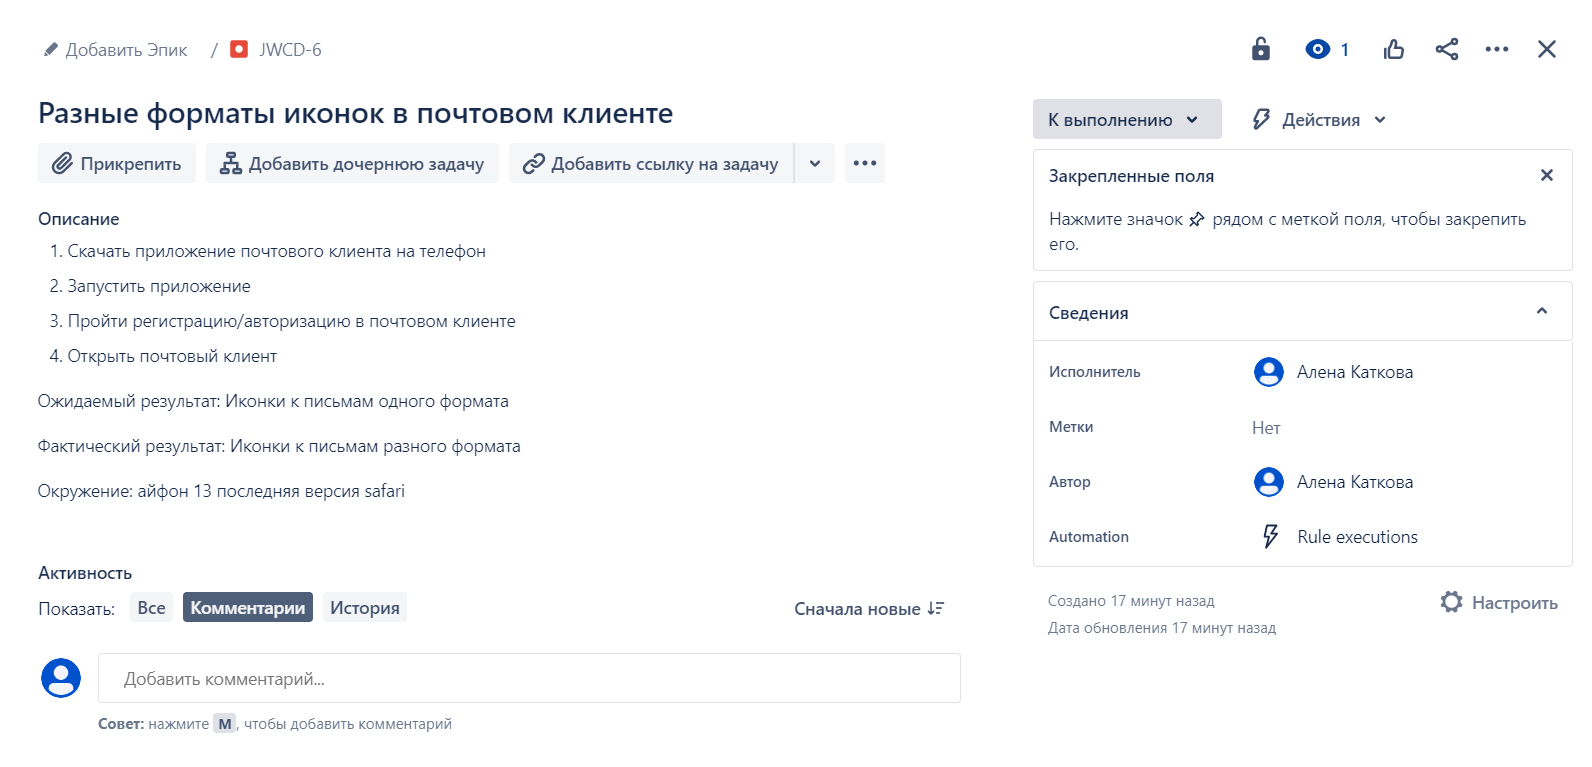 Добавить Эпик / JWCD-6
1
Разные форматы иконок в почтовом клиенте
Прикрепить Добавить дочернюю задачу Добавить ссылку на задачу
Описание
1. Скачать приложение почтового клиента на телефон
2. Запустить приложение
3. Пройти регистрацию/авторизацию в почтовом клиенте
4. Открыть почтовый клиент
Ожидаемый результат: Иконки к письмам одного формата
Фактический результат: Иконки к письмам разного формата
Окружение: айфон 13 последняя версия safari
Активность
Показать: Все Комментарии История Сначала новые
Добавить комментарий...
Совет: нажмите M, чтобы добавить комментарий
К выполнению Действия
Закрепленные поля
Нажмите значок рядом с меткой поля, чтобы закрепить
его.
Сведения
Исполнитель Алена Каткова
Метки Нет
Автор Алена Каткова
Automation Rule executions
Создано 17 минут назад Настроить
Дата обновления 17 минут назад